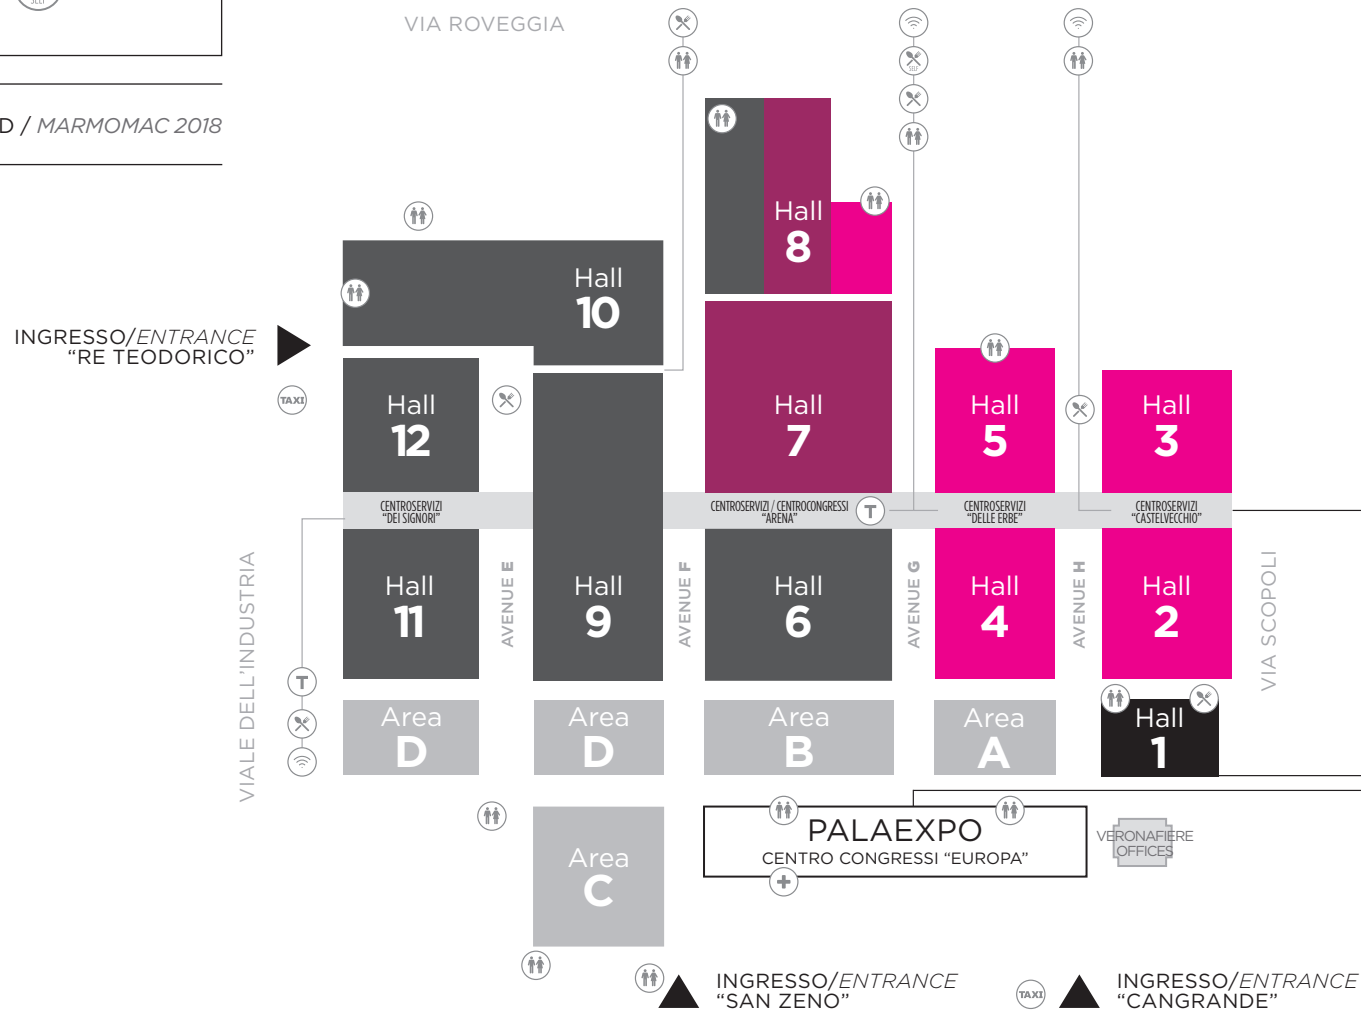 SELF
VIA ROVEGGIA
SELF
D / MARMOMAC 2018
Hall
8
Hall
10
INGRESSO/ENTRANCE
“RE TEODORICO”
TAXI
Hall
12
Hall
7
Hall
5
Hall
3
CENTROSERVIZI
“DEI SIGNORI”
CENTROSERVIZI / CENTROCONGRESSI
“ARENA”
T
CENTROSERVIZI
“DELLE ERBE”
CENTROSERVIZI
“CASTELVECCHIO”
VIALE DELL'INDUSTRIA
Hall
11
AVENUE E
Hall
9
AVENUE F
Hall
6
AVENUE G
Hall
4
AVENUE H
Hall
2
VIA SCOPOLI
T
Area
D
Area
D
Area
B
Area
A
Hall
1
PALAEXPO
CENTRO CONGRESSI “EUROPA”
VERONAFIERE
OFFICES
Area
C
INGRESSO/ENTRANCE
“SAN ZENO”
TAXI
INGRESSO/ENTRANCE
“CANGRANDE”